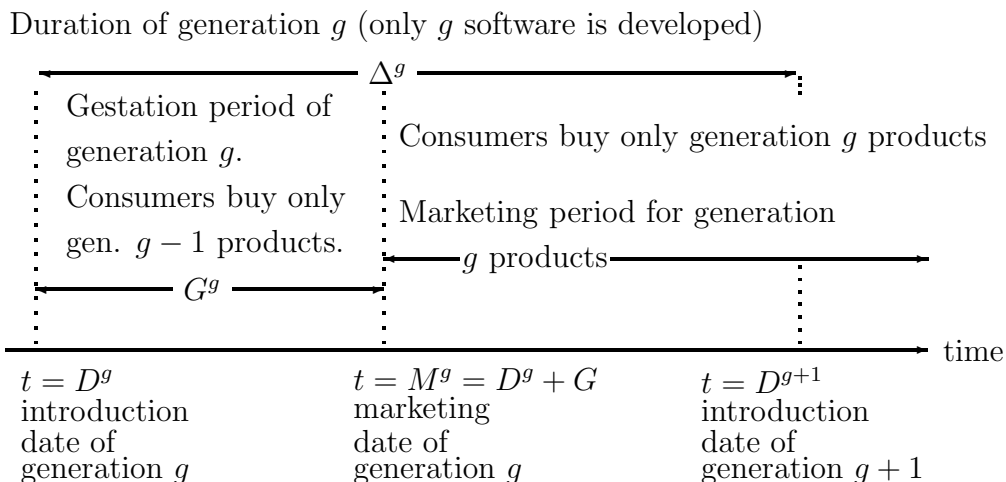 Duration of generation g (only g software is developed)
Δ^g
Gestation period of
generation g.
Consumers buy only
gen. g − 1 products.
G^g
Consumers buy only generation g products
Marketing period for generation
g products
time
t = D^g
introduction
date of
generation g
t = M^g = D^g + G
marketing
date of
generation g
t = D^{g+1}
introduction
date of
generation g + 1